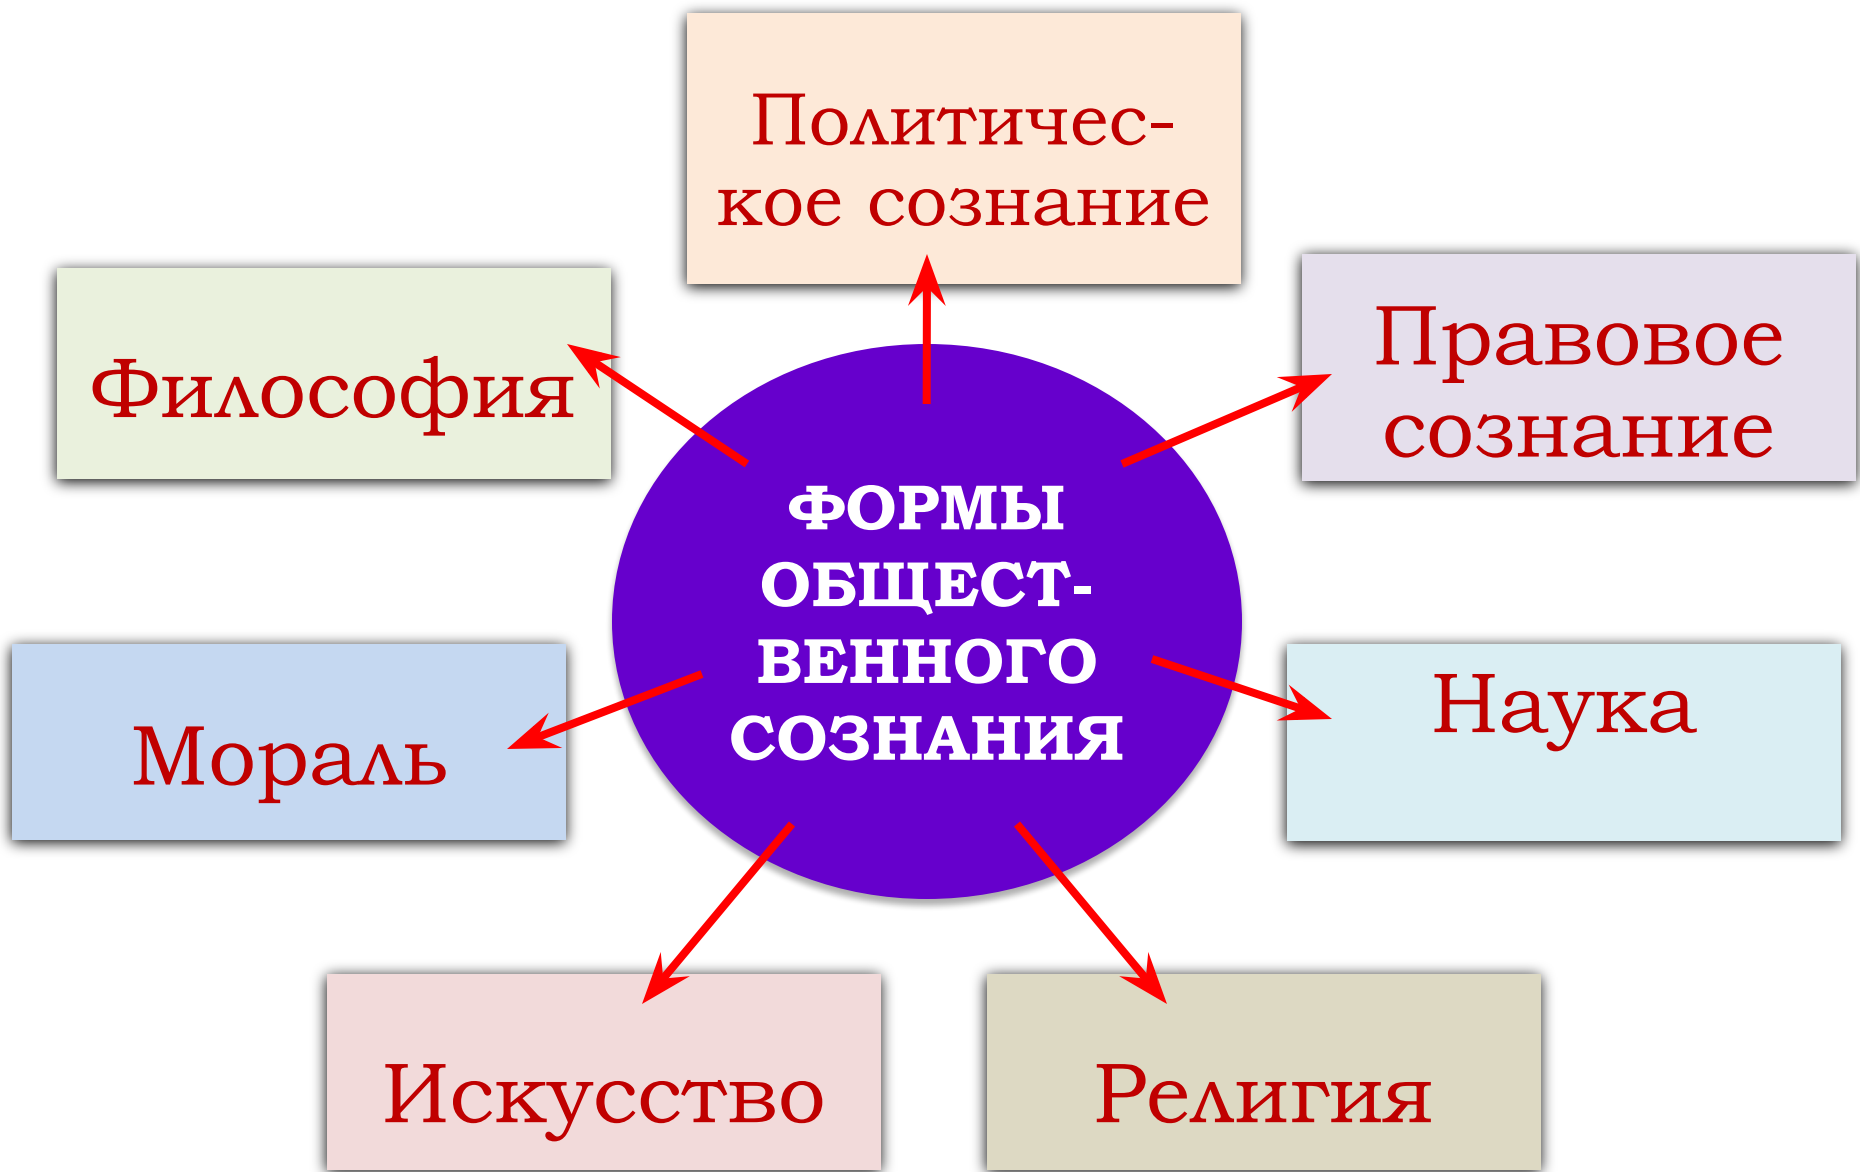 Политичес-
кое сознание
Философия
Правовое
сознание
ФОРМЫ
ОБЩЕСТ-
ВЕННОГО
СОЗНАНИЯ
Мораль
Наука
Искусство
Религия